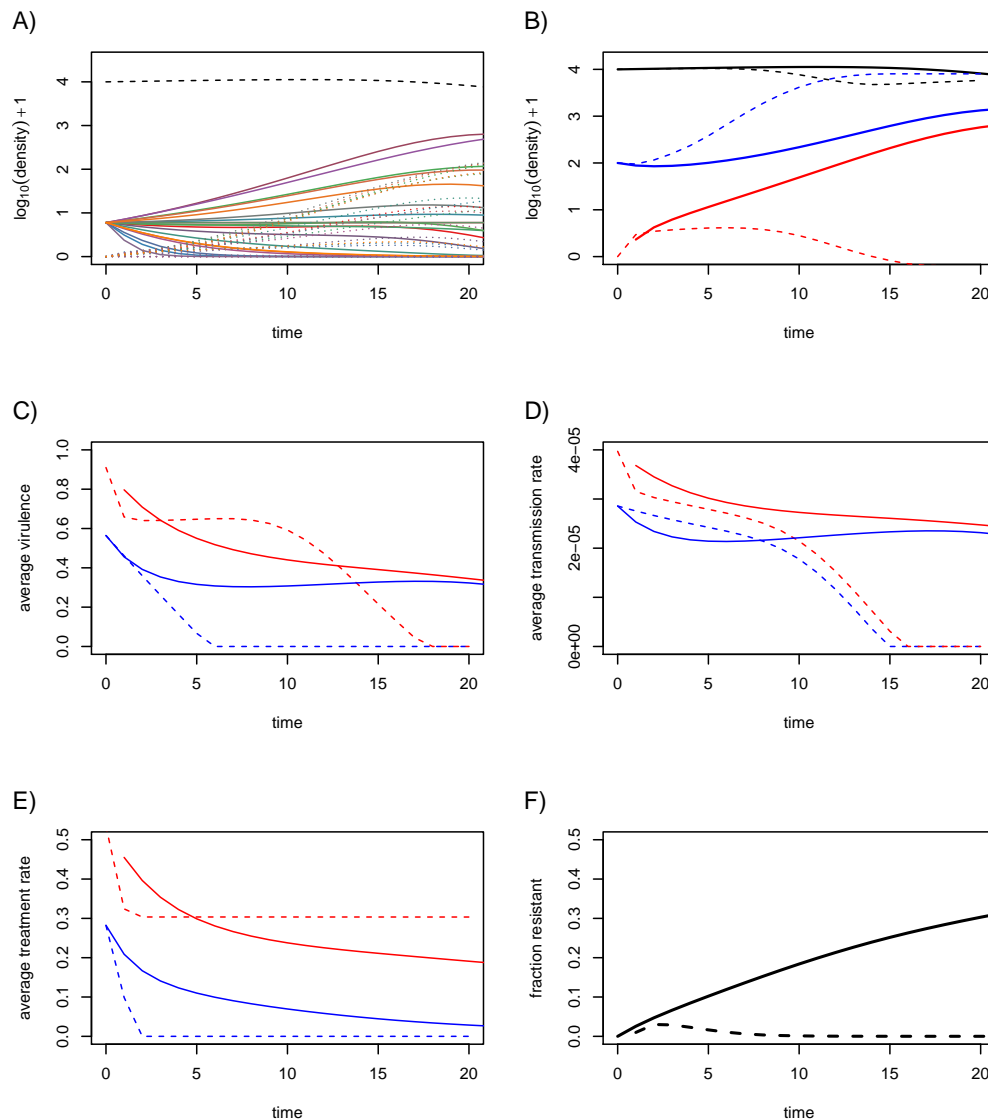 A)
log10(density) + 1
0 1 2 3 4
0 5 10 15 20
time
B)
log10(density) + 1
0 1 2 3 4
0 5 10 15 20
time
C)
average virulence
0.0 0.2 0.4 0.6 0.8 1.0
0 5 10 15 20
time
D)
average transmission rate
0e+00 2e-05 4e-05
0 5 10 15 20
time
E)
average treatment rate
0.0 0.1 0.2 0.3 0.4 0.5
0 5 10 15 20
time
F)
fraction resistant
0.0 0.1 0.2 0.3 0.4 0.5
0 5 10 15 20
time